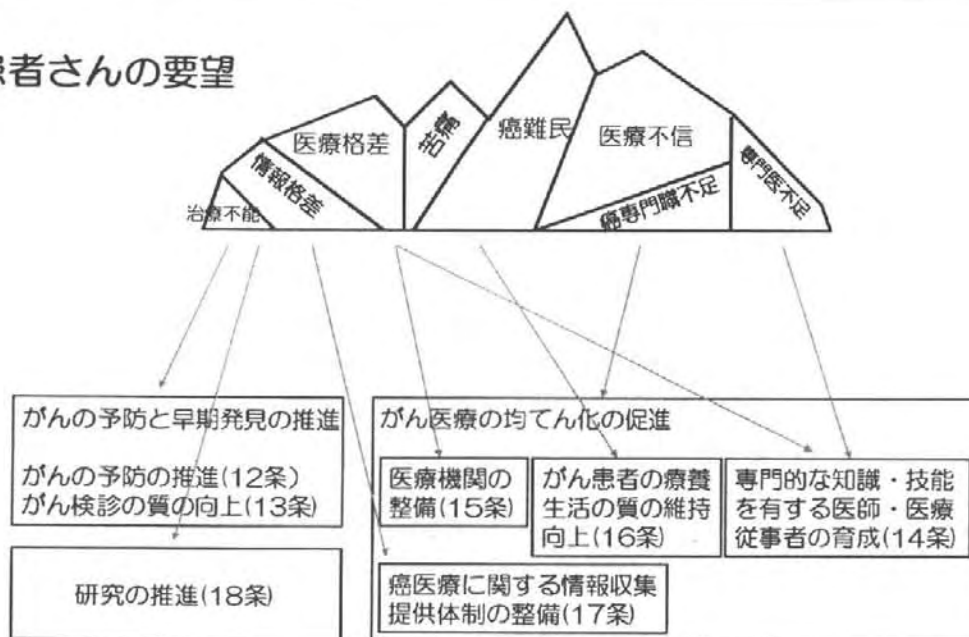 者さんの要望
医療格差
苦痛
癌難民
医療不信
情報格差
治療不能
癌専門職不足
専門医不足
がんの予防と早期発見の推進
がんの予防の推進(12条)
がん検診の質の向上(13条)
研究の推進(18条)
がん医療の均てん化の促進
医療機関の
整備(15条)
がん患者の療養
生活の質の維持
向上(16条)
専門的な知識・技能
を有する医師・医療
従事者の育成(14条)
癌医療に関する情報収集
提供体制の整備(17条)